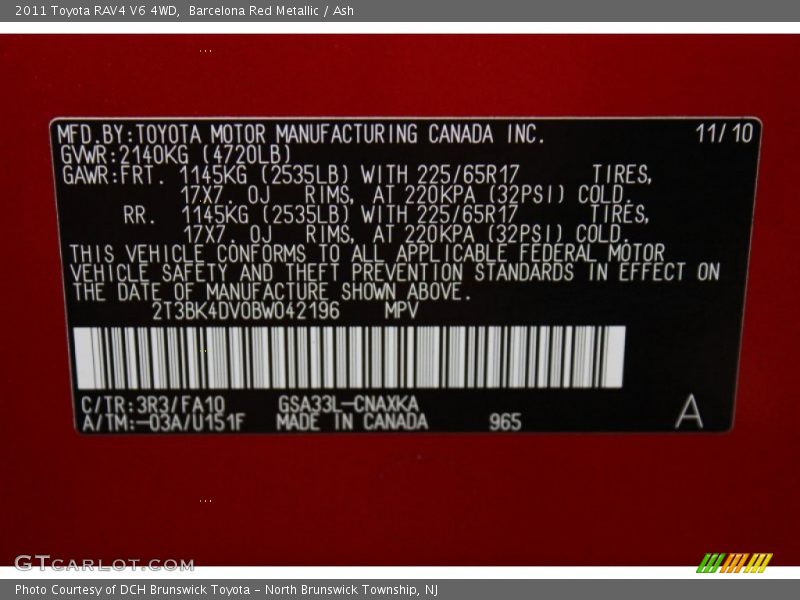 2011 Toyota RAV4 V6 4WD, Barcelona Red Metallic / Ash
MFD.BY:TOYOTA MOTOR MANUFACTURING CANADA INC. 11/10
GVWR:2140KG (4720LB)
GAWR:FRT. 1145KG (2535LB) WITH 225/65R17 TIRES,
17X7.0J RIMS, AT 220KPA (32PSI) COLD.
RR. 1145KG (2535LB) WITH 225/65R17 TIRES,
17X7.0J RIMS, AT 220KPA (32PSI) COLD.
THIS VEHICLE CONFORMS TO ALL APPLICABLE FEDERAL MOTOR
VEHICLE SAFETY AND THEFT PREVENTION STANDARDS IN EFFECT ON
THE DATE OF MANUFACTURE SHOWN ABOVE.
2T3BK4DV0BW042196 MPV
C/TR:3R3/FA10 GSA33L-CNAXKA
A/TM:-03A/U151F MADE IN CANADA 965 A
GTCARLOT.COM
Photo Courtesy of DCH Brunswick Toyota - North Brunswick Township, NJ